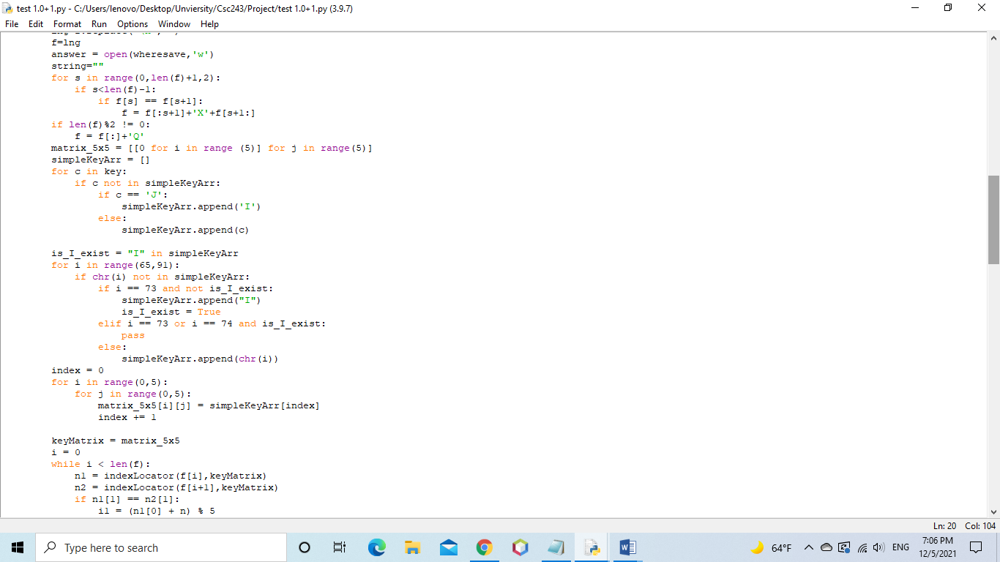 test 1.0+1.py - C:/Users/lenovo/Desktop/Unviersity/Csc243/Project/test 1.0+1.py (3.9.7)
File Edit Format Run Options Window Help
f=lng
answer = open(wheresave,'w')
string=""
for s in range(0,len(f)+1,2):
    if s<len(f)-1:
        if f[s] == f[s+1]:
            f = f[:s+1]+'X'+f[s+1:]
if len(f)%2 != 0:
    f = f[:]+'Q'
matrix_5x5 = [[0 for i in range (5)] for j in range(5)]
simpleKeyArr = []
for c in key:
    if c not in simpleKeyArr:
        if c == 'J':
            simpleKeyArr.append('I')
        else:
            simpleKeyArr.append(c)
is_I_exist = "I" in simpleKeyArr
for i in range(65,91):
    if chr(i) not in simpleKeyArr:
        if i == 73 and not is_I_exist:
            simpleKeyArr.append("I")
            is_I_exist = True
        elif i == 73 or i == 74 and is_I_exist:
            pass
        else:
            simpleKeyArr.append(chr(i))
index = 0
for i in range(0,5):
    for j in range(0,5):
        matrix_5x5[i][j] = simpleKeyArr[index]
        index += 1
keyMatrix = matrix_5x5
i = 0
while i < len(f):
    n1 = indexLocator(f[i],keyMatrix)
    n2 = indexLocator(f[i+1],keyMatrix)
    if n1[1] == n2[1]:
        i1 = (n1[0] + n) % 5
Ln: 20 Col: 104
Type here to search
64°F
ENG
7:06 PM
12/5/2021